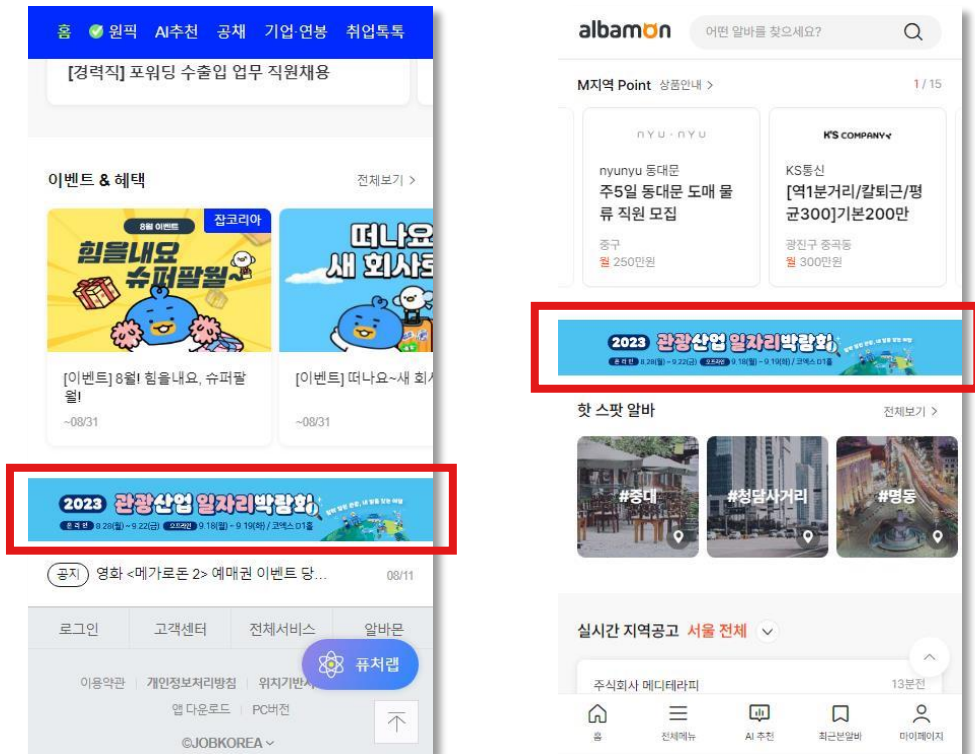 홈 원픽 AI추천 공채 기업·연봉 취업톡톡
[경력직] 포워딩 수출입 업무 직원채용
이벤트 & 혜택
전체보기 >
8월 이벤트
잡코리아
힘을내요
슈퍼팔월~
떠나요
새 회사로
[이벤트] 8월! 힘을내요, 슈퍼팔
월!
~08/31
[이벤트] 떠나요~새 회사
~08/31
2023 관광산업 일자리박람회
온라인 8.28(월)~9.22(금) 오프라인 9.18(월)~9.19(화) / 코엑스 D1홀
공지 영화 <메가로돈 2> 예매권 이벤트 당...
08/11
로그인 고객센터 전체서비스 알바몬
퓨처랩
이용약관 개인정보처리방침 위치기반
앱 다운로드 PC버전
©JOBKOREA
albamon
어떤 알바를 찾으세요?
M지역 Point 상품안내 >
1 / 15
nyu·nyu
nyunyu 동대문
주5일 동대문 도매 물
류 직원 모집
중구
월 250만원
K'S COMPANY
KS통신
[역1분거리/칼퇴근/평
균300]기본200만
광진구 중곡동
월 300만원
2023 관광산업 일자리박람회
온라인 8.28(월)~9.22(금) 오프라인 9.18(월)~9.19(화) / 코엑스 D1홀
핫 스팟 알바
전체보기 >
#중대
#청담사거리
#명동
실시간 지역공고 서울 전체
주식회사 메디테라피
13분전
홈 전체메뉴 AI 추천 최근본알바 마이페이지